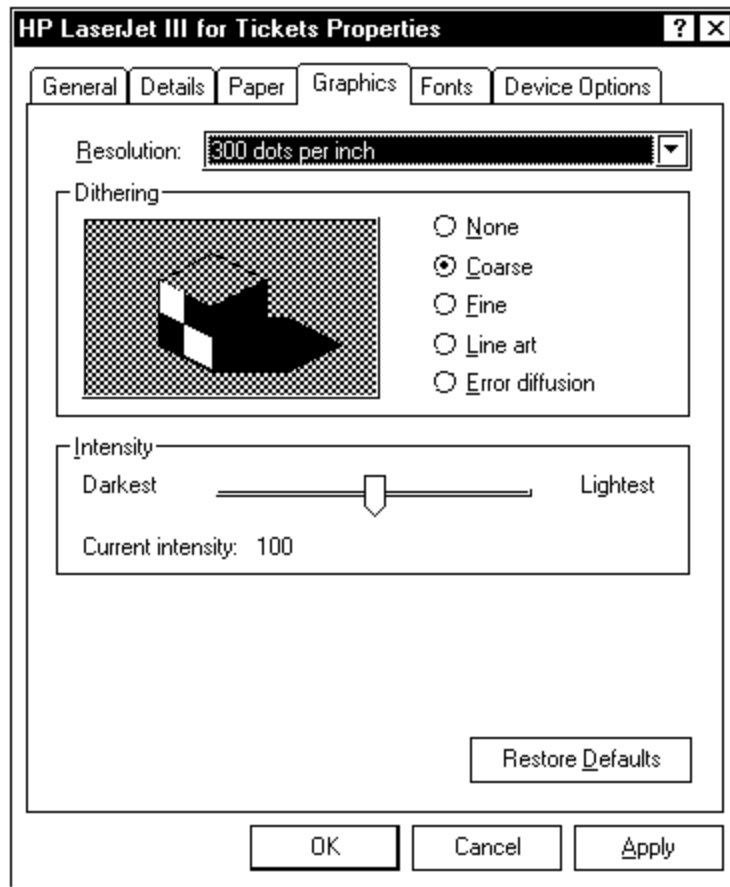 HP LaserJet III for Tickets Properties
General Details Paper Graphics Fonts Device Options
Resolution: 300 dots per inch
Dithering
None
Coarse
Fine
Line art
Error diffusion
Intensity
Darkest Lightest
Current intensity: 100
Restore Defaults
OK Cancel Apply